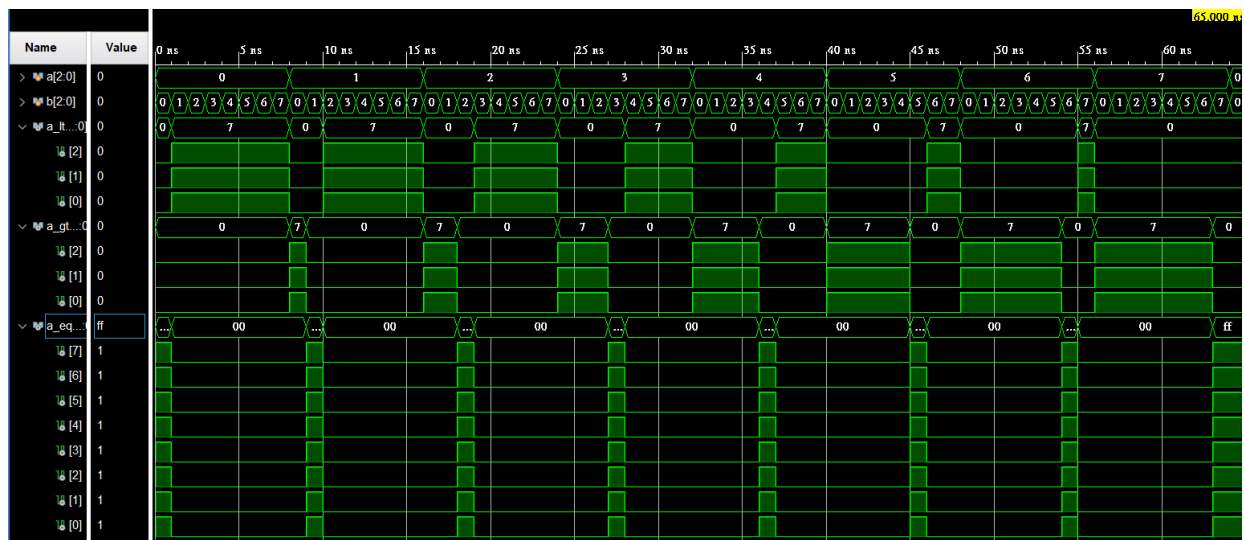 65.000 ns
Name Value
0 ns 5 ns 10 ns 15 ns 20 ns 25 ns 30 ns 35 ns 40 ns 45 ns 50 ns 55 ns 60 ns
a[2:0] 0 0 1 2 3 4 5 6 7 0
b[2:0] 0 0 1 2 3 4 5 6 7 0 1 2 3 4 5 6 7 0 1 2 3 4 5 6 7 0 1 2 3 4 5 6 7 0 1 2 3 4 5 6 7 0 1 2 3 4 5 6 7 0 1 2 3 4 5 6 7 0 1 2 3 4 5 6 7 0
a_lt...:0] 0 0 7 0 7 0 7 0 7 0 7 0 7 0 7 0
[2] 0
[1] 0
[0] 0
a_gt...:0 0 0 7 0 7 0 7 0 7 0 7 0 7 0 7 0
[2] 0
[1] 0
[0] 0
a_eq...:0 ff ... 00 ... 00 ... 00 ... 00 ... 00 ... 00 ... 00 ff
[7] 1
[6] 1
[5] 1
[4] 1
[3] 1
[2] 1
[1] 1
[0] 1